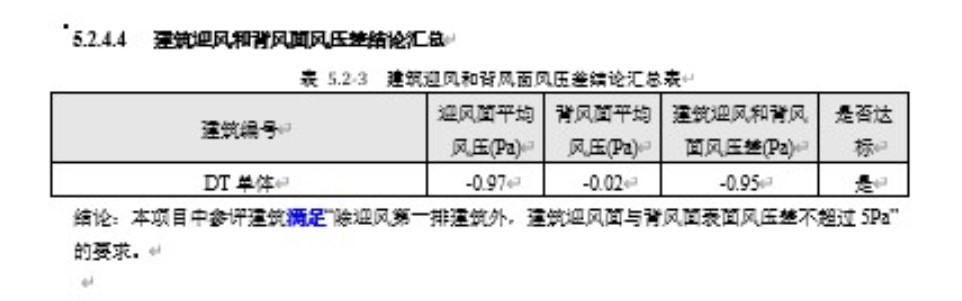 5.2.4.4 建筑迎风和背风面风压差结论汇总
表 5.2-3 建筑迎风和背风面风压差结论汇总表
建筑编号 迎风面平均风压(Pa) 背风面平均风压(Pa) 建筑迎风和背风面风压差(Pa) 是否达标
DT 单体 -0.97 -0.02 -0.95 是
结论：本项目中参评建筑满足“除迎风第一排建筑外，建筑迎风面与背风面表面风压差不超过 5Pa”
的要求。